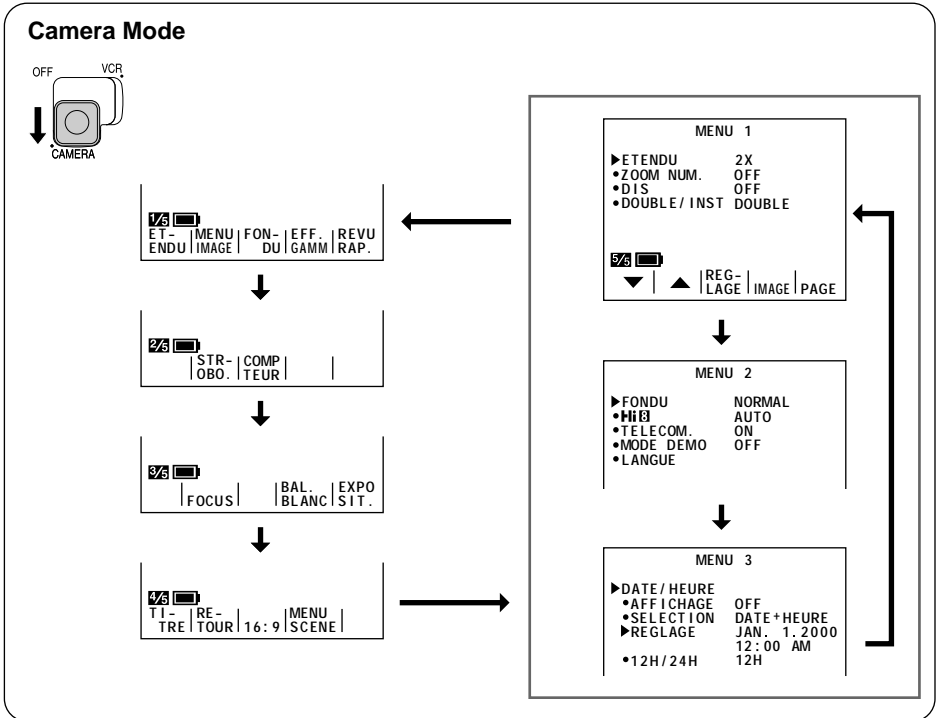 Camera Mode
OFF VCR
CAMERA
1/5
ET- MENU FON- EFF. REVU
ENDU IMAGE DU GAMM RAP.
2/5
STR- COMP
OBO. TEUR
3/5
BAL. EXPO
FOCUS BLANC SIT.
4/5
TI- RE- MENU
TRE TOUR 16:9 SCENE
MENU 1
ETENDU 2X
ZOOM NUM. OFF
DIS OFF
DOUBLE/INST DOUBLE
5/5
REG-
LAGE IMAGE PAGE
MENU 2
FONDU NORMAL
Hi8 AUTO
TELECOM. ON
MODE DEMO OFF
LANGUE
MENU 3
DATE/HEURE
AFFICHAGE OFF
SELECTION DATE+HEURE
REGLAGE JAN. 1.2000
12:00 AM
12H/24H 12H